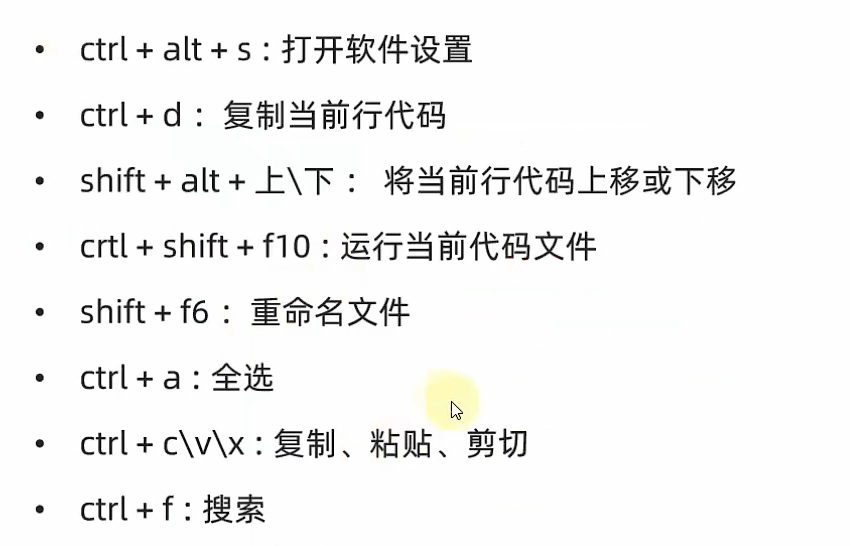 • ctrl + alt + s : 打开软件设置
• ctrl + d ： 复制当前行代码
• shift + alt + 上\下 ： 将当前行代码上移或下移
• crtl + shift + f10 : 运行当前代码文件
• shift + f6 ： 重命名文件
• ctrl + a : 全选
• ctrl + c\v\x : 复制、粘贴、剪切
• ctrl + f : 搜索